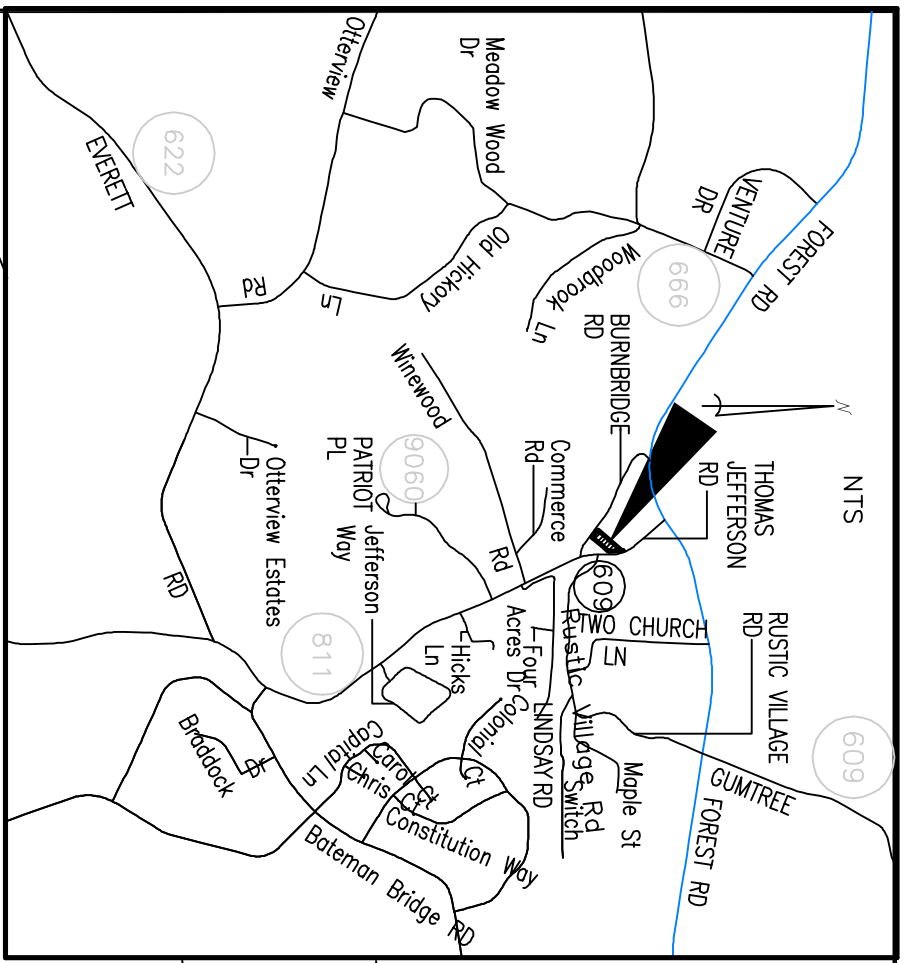 NTS
N
FOREST RD
VENTURE
DR
666
Meadow Wood
Dr
Otterview
Rd
Old Hickory
Ln
Woodbrook
Ln
622
EVERETT
RD
BURNBRIDGE
RD
THOMAS
JEFFERSON
RD
Commerce
Rd
Winewood
Rd
9060
PATRIOT
PL
Jefferson
Way
Otterview Estates
Dr
609
RUSTIC VILLAGE
RD
TWO CHURCH
LN
Rustic Village Rd
609
GUMTREE
FOREST RD
Maple St
Switch
LINDSAY RD
Four
Acres Dr
Hicks
Ln
811
Colonial
Ct
Carol
Ct
Chris Ct
Capital
Ln
Constitution Way
Bateman Bridge RD
Braddock